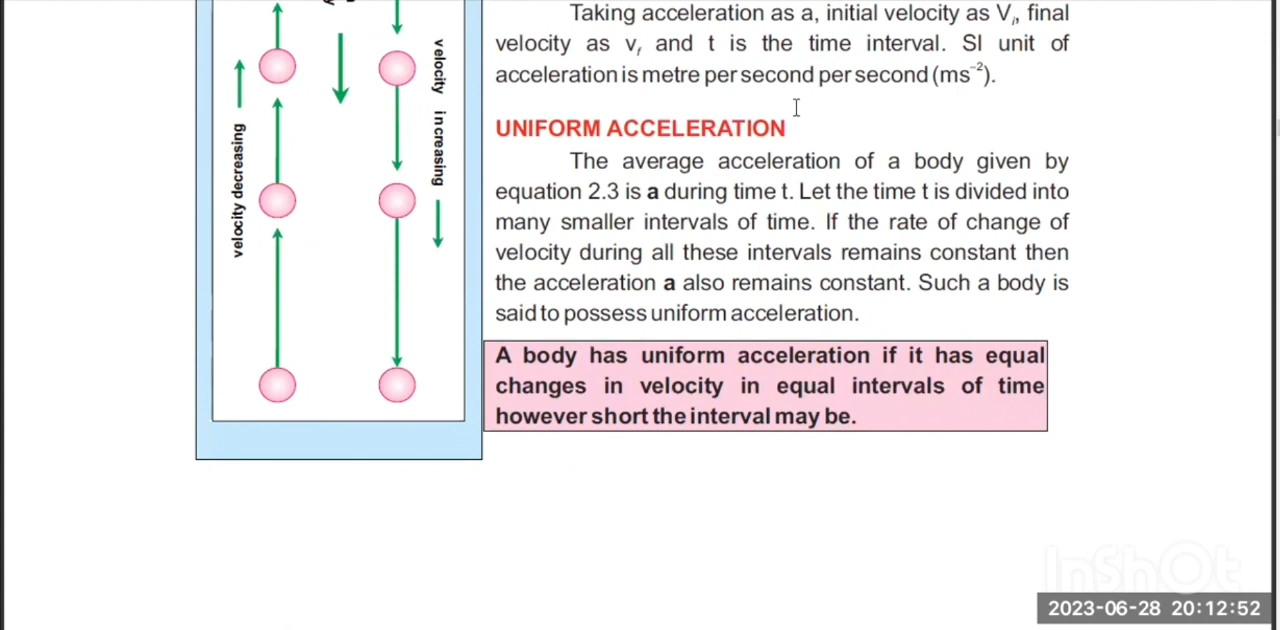 Taking acceleration as a, initial velocity as Vi, final
velocity as vf and t is the time interval. SI unit of
acceleration is metre per second per second (ms⁻²).
UNIFORM ACCELERATION
The average acceleration of a body given by
equation 2.3 is a during time t. Let the time t is divided into
many smaller intervals of time. If the rate of change of
velocity during all these intervals remains constant then
the acceleration a also remains constant. Such a body is
said to possess uniform acceleration.
A body has uniform acceleration if it has equal
changes in velocity in equal intervals of time
however short the interval may be.
velocity decreasing
velocity increasing
InShOt
2023-06-28 20:12:52